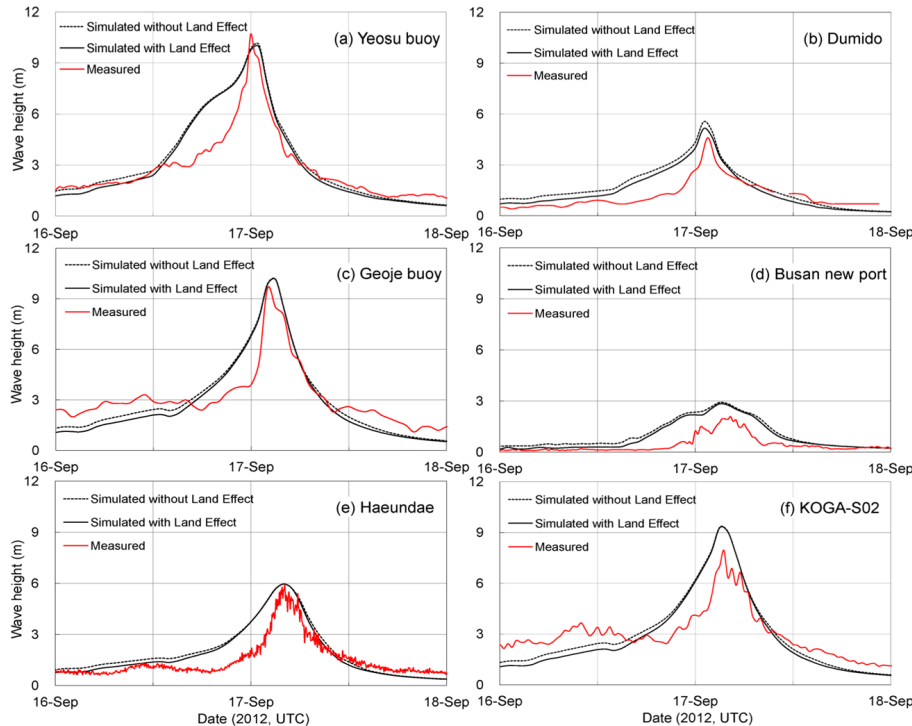 12
9
6
3
0
Wave height (m)
Simulated without Land Effect
Simulated with Land Effect
Measured
(a) Yeosu buoy
16-Sep
17-Sep
18-Sep
12
9
6
3
0
Simulated without Land Effect
Simulated with Land Effect
Measured
(b) Dumido
16-Sep
17-Sep
18-Sep
12
9
6
3
0
Wave height (m)
Simulated without Land Effect
Simulated with Land Effect
Measured
(c) Geoje buoy
16-Sep
17-Sep
18-Sep
12
9
6
3
0
Simulated without Land Effect
Simulated with Land Effect
Measured
(d) Busan new port
16-Sep
17-Sep
18-Sep
12
9
6
3
0
Wave height (m)
Simulated without Land Effect
Simulated with Land Effect
Measured
(e) Haeundae
16-Sep
17-Sep
18-Sep
Date (2012, UTC)
12
9
6
3
0
Simulated without Land Effect
Simulated with Land Effect
Measured
(f) KOGA-S02
16-Sep
17-Sep
18-Sep
Date (2012, UTC)